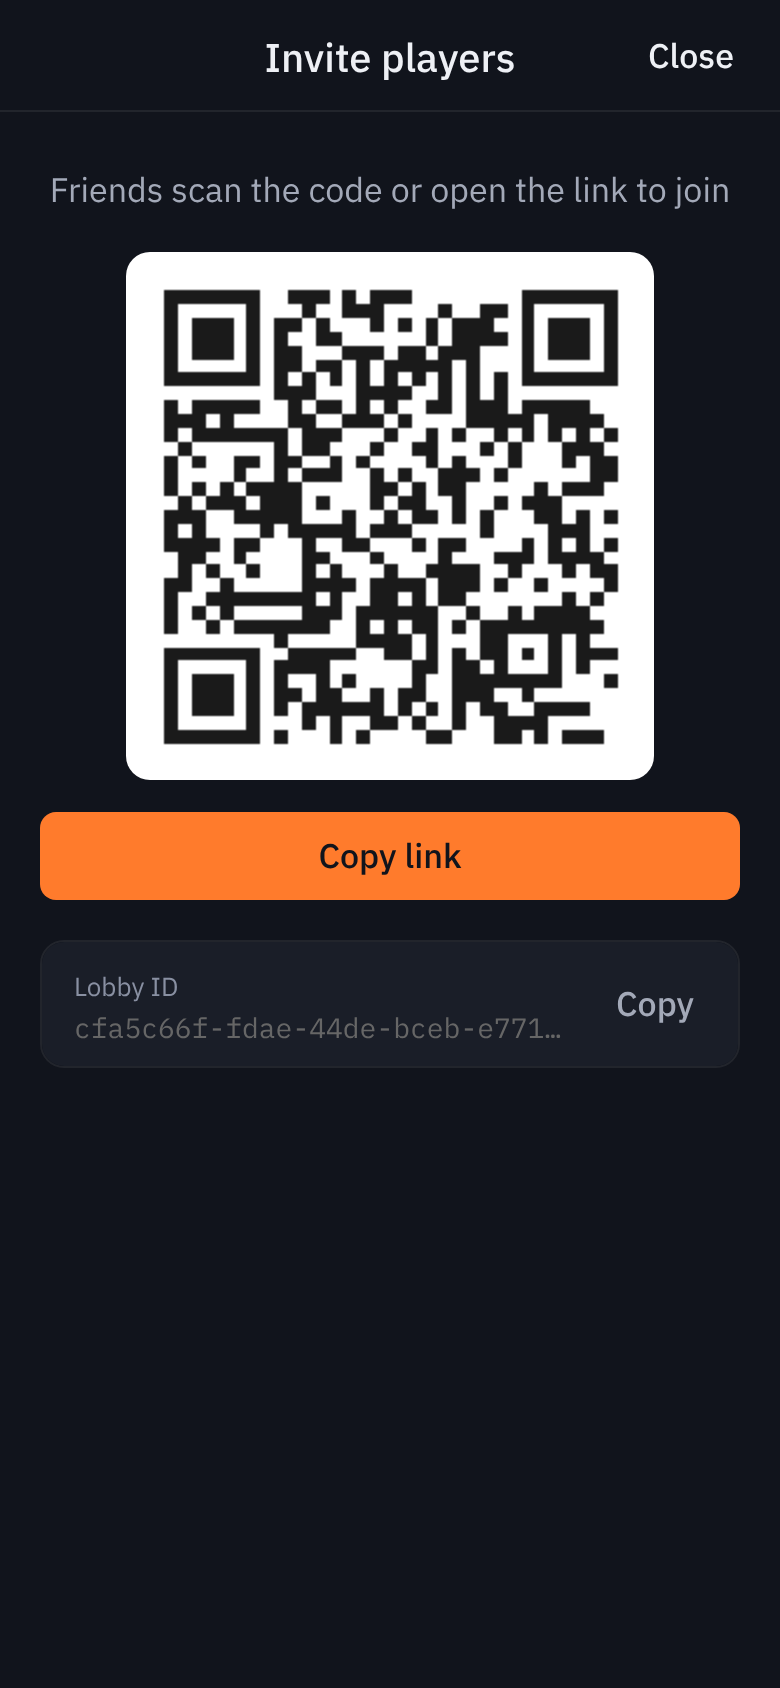 Invite players
Close
Friends scan the code or open the link to join
Copy link
Lobby ID
cfa5c66f-fdae-44de-bceb-e771…
Copy